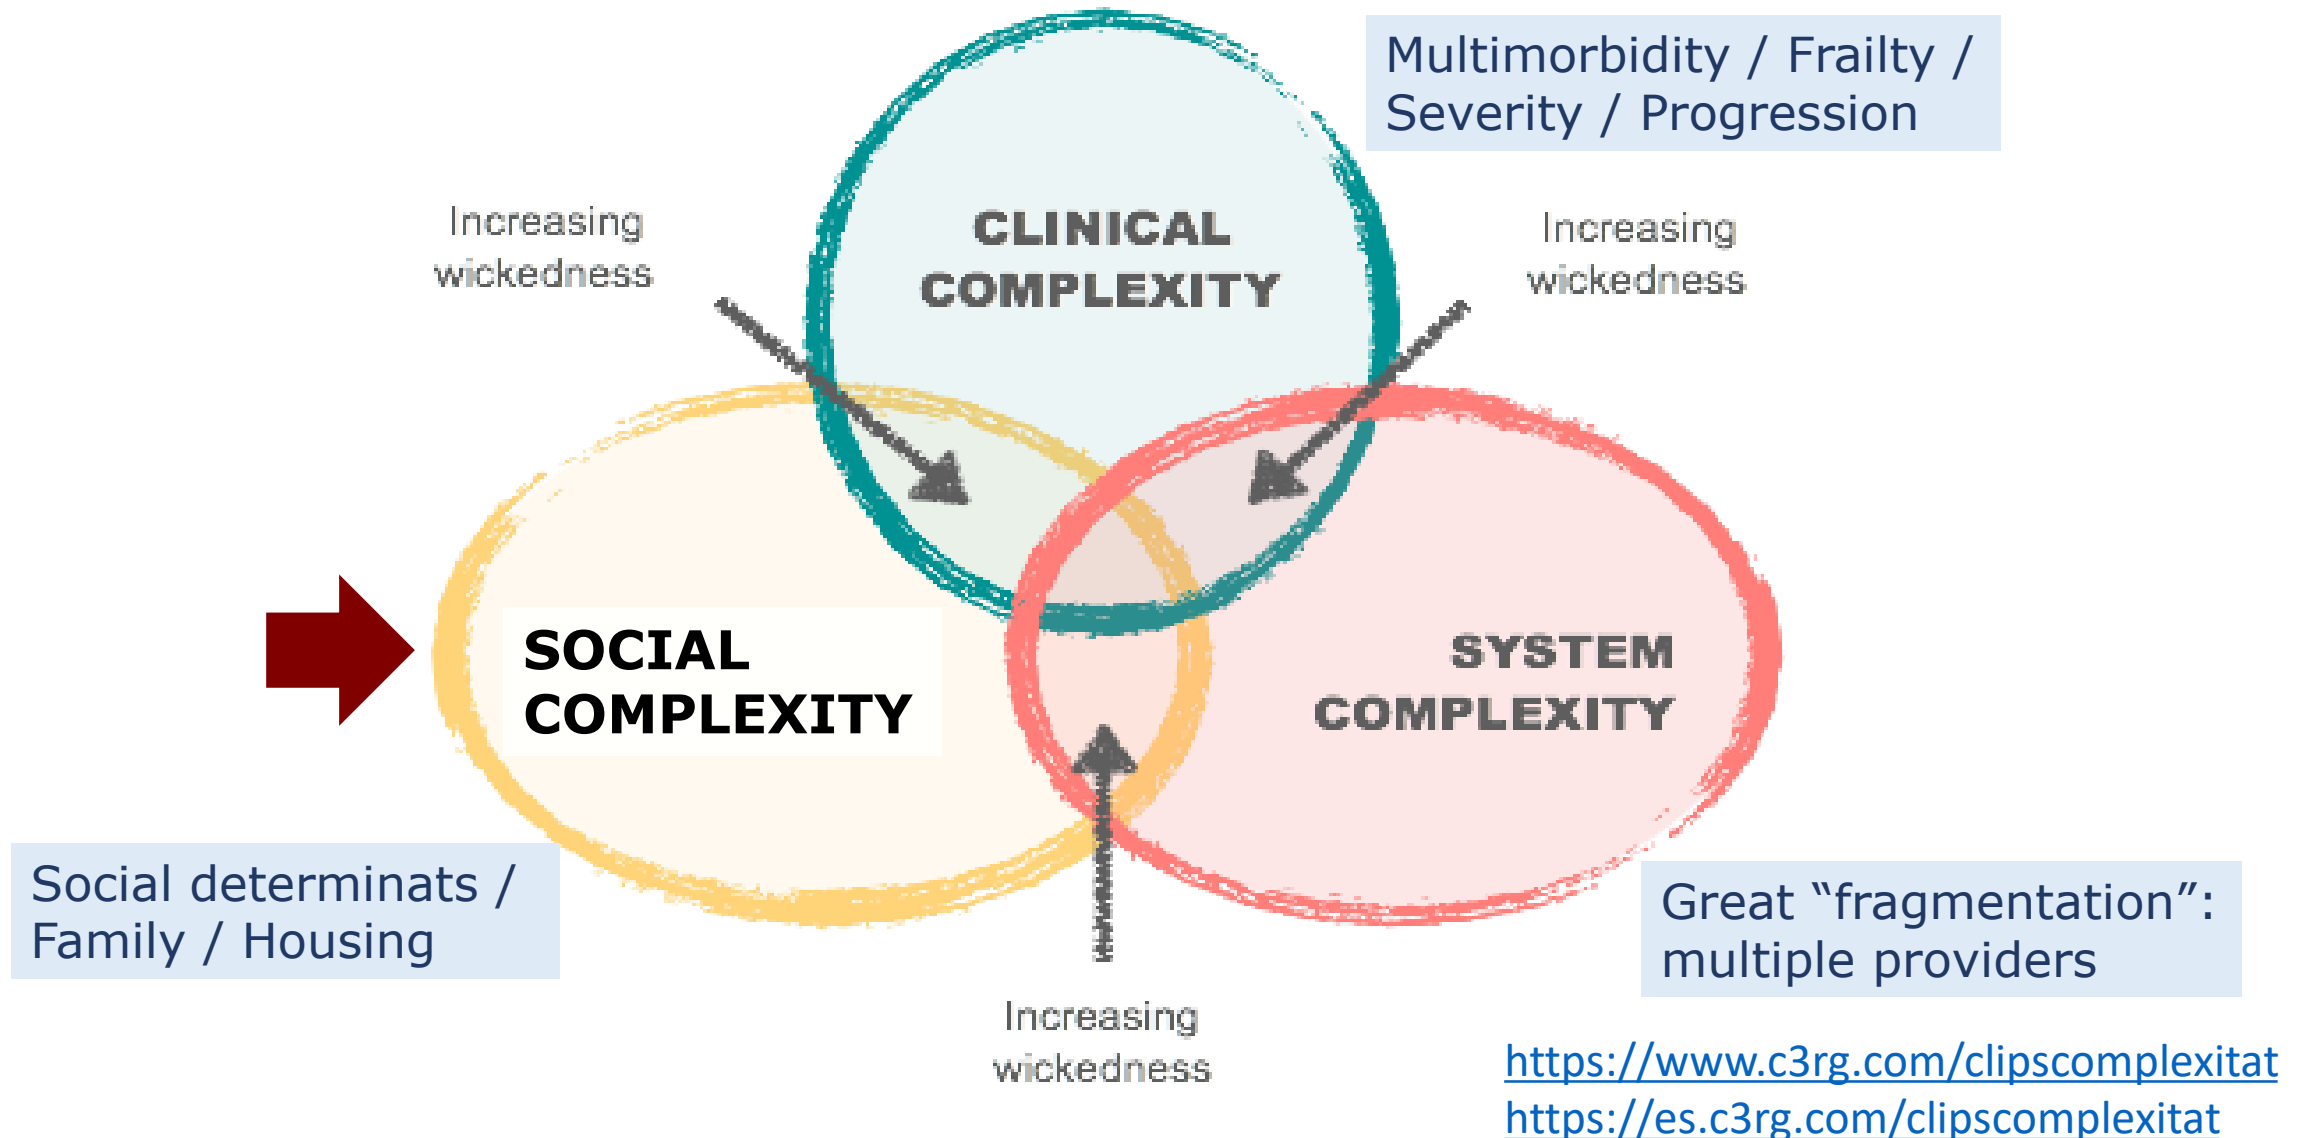 Multimorbidity / Frailty /
Severity / Progression
Increasing
wickedness
CLINICAL
COMPLEXITY
Increasing
wickedness
SOCIAL
COMPLEXITY
SYSTEM
COMPLEXITY
Social determinats /
Family / Housing
Great “fragmentation”:
multiple providers
Increasing
wickedness
https://www.c3rg.com/clipscomplexitat
https://es.c3rg.com/clipscomplexitat